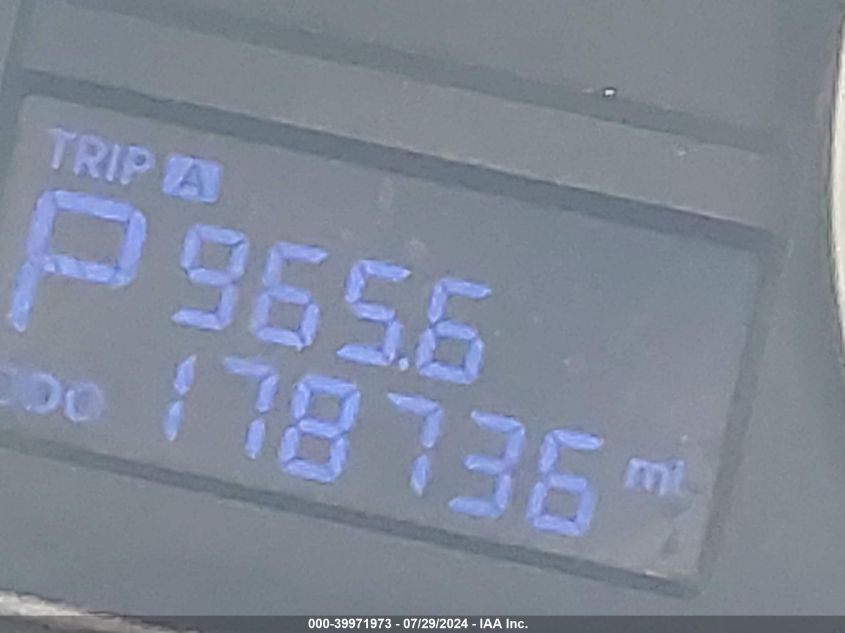 TRIP A
P 965.6
ODO 178736 mi
000-39971973 - 07/29/2024 - IAA Inc.